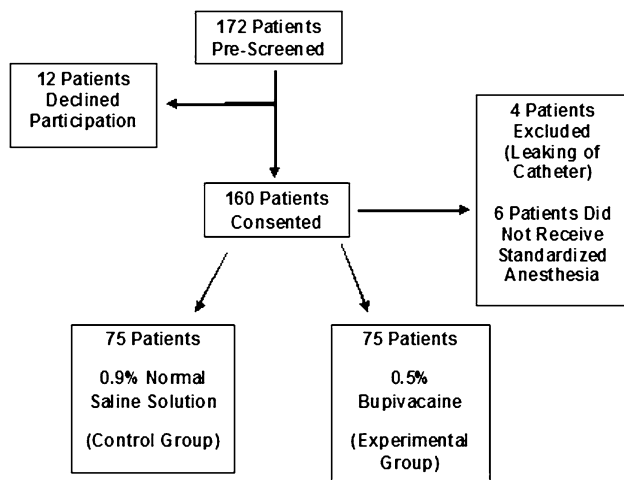 172 Patients
Pre-Screened
12 Patients
Declined
Participation
4 Patients
Excluded
(Leaking of
Catheter)
6 Patients Did
Not Receive
Standardized
Anesthesia
160 Patients
Consented
75 Patients
0.9% Normal
Saline Solution
(Control Group)
75 Patients
0.5%
Bupivacaine
(Experimental
Group)